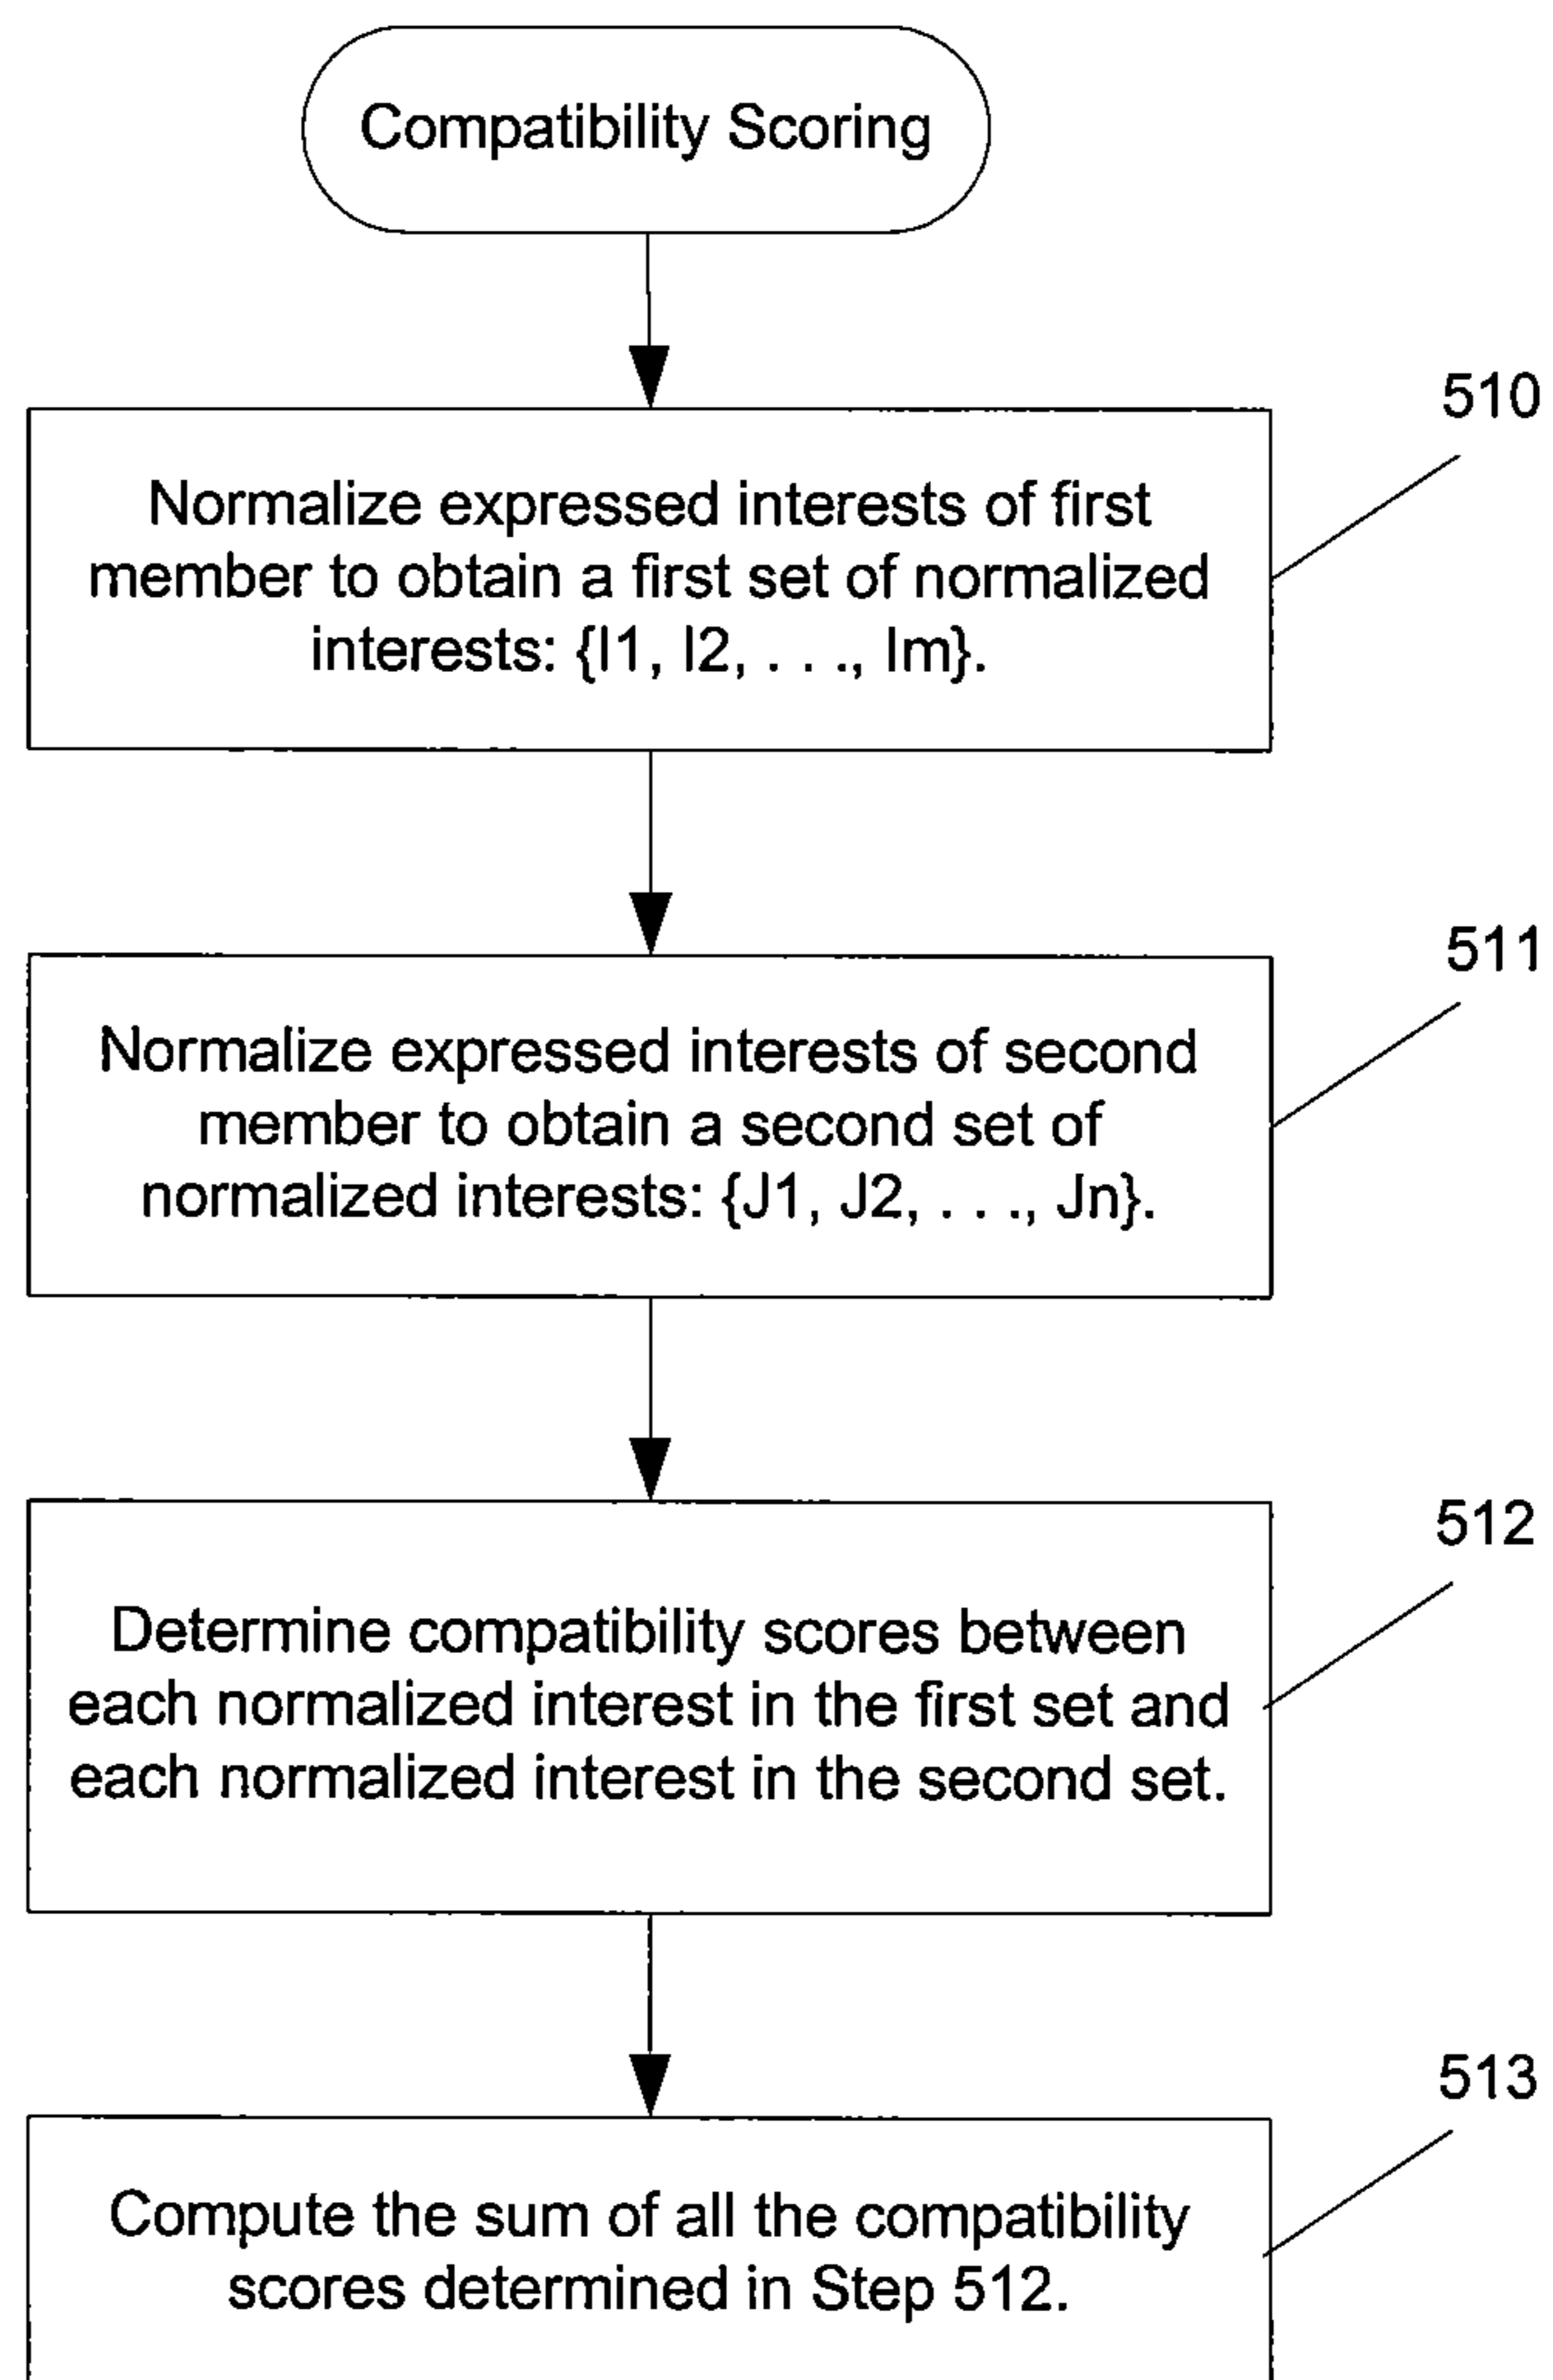 Compatibility Scoring
510
Normalize expressed interests of first
member to obtain a first set of normalized
interests: {I1, I2, . . ., Im}.
511
Normalize expressed interests of second
member to obtain a second set of
normalized interests: {J1, J2, . . ., Jn}.
512
Determine compatibility scores between
each normalized interest in the first set and
each normalized interest in the second set.
513
Compute the sum of all the compatibility
scores determined in Step 512.